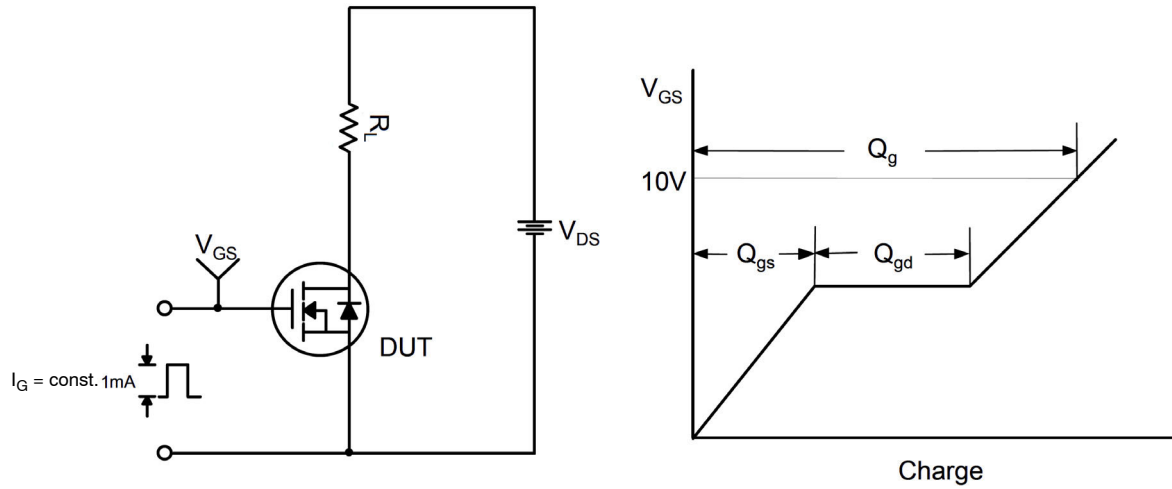 R_L
V_GS
V_DS
DUT
I_G = const. 1mA
V_GS
Q_g
10V
Q_gs
Q_gd
Charge